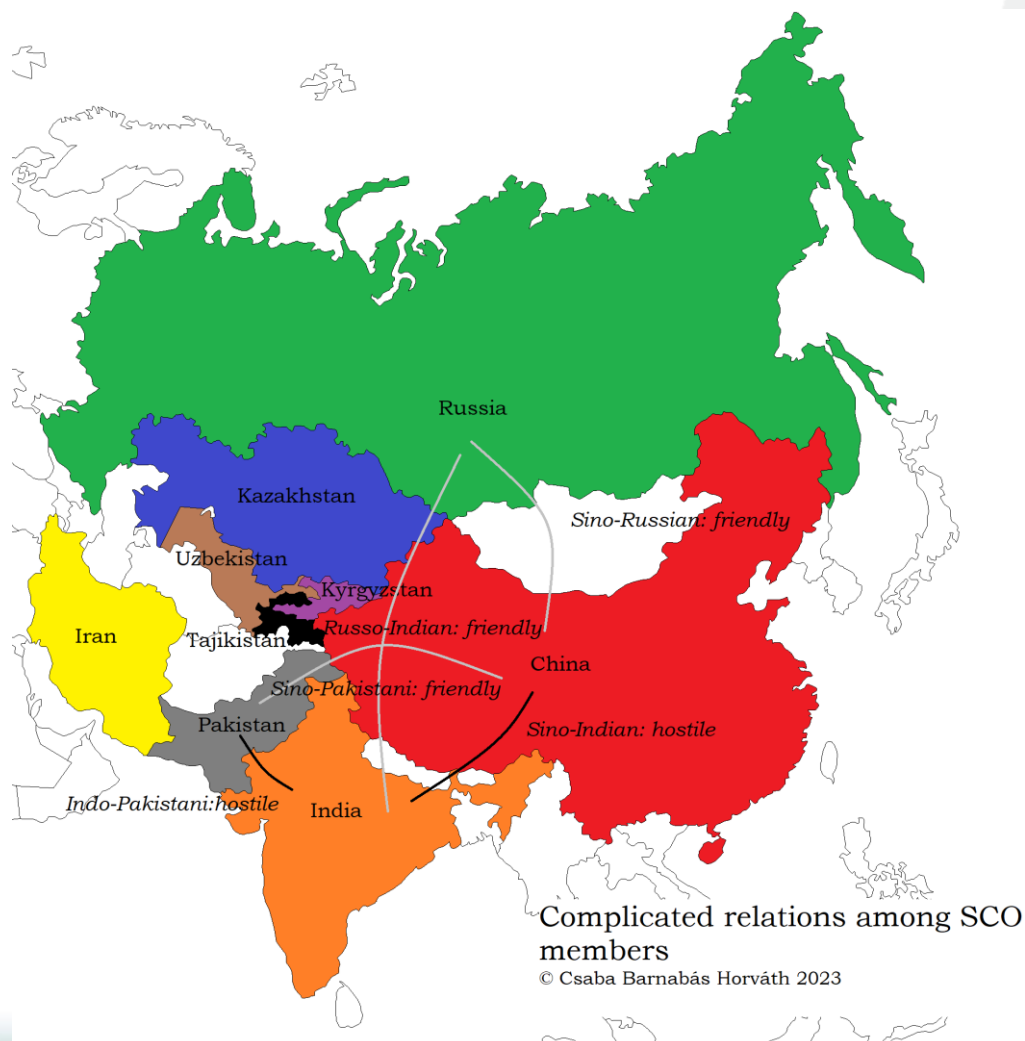 Russia
Kazakhstan
Sino-Russian: friendly
Uzbekistan
Kyrgyzstan
Iran
Tajikistan
Russo-Indian: friendly
China
Sino-Pakistani: friendly
Pakistan
Sino-Indian: hostile
Indo-Pakistani:hostile
India
Complicated relations among SCO
members
© Csaba Barnabás Horváth 2023